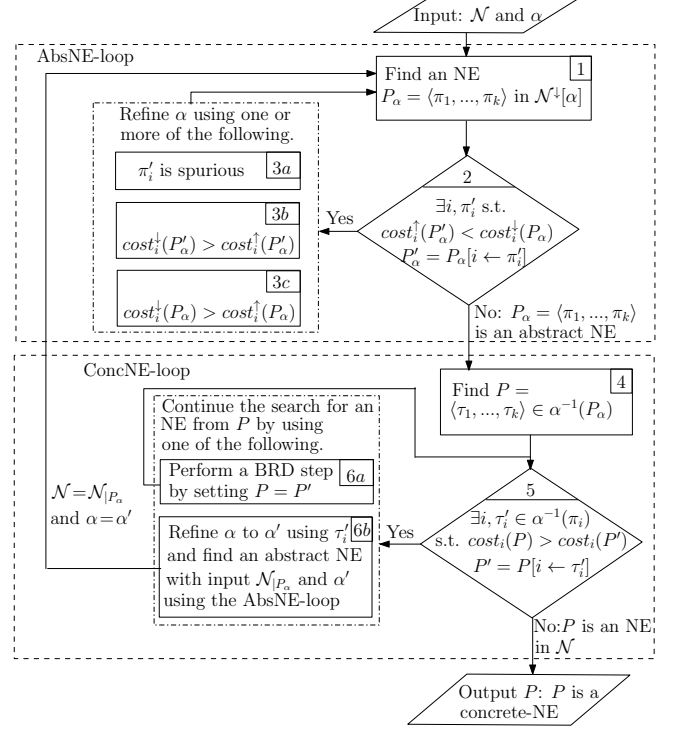 Input: 𝒩 and α
AbsNE-loop
1
Find an NE
P_α = ⟨π₁, ..., π_k⟩ in 𝒩^↓[α]
Refine α using one or
more of the following.
π′_i is spurious
3a
3b
cost^↓_i(P′_α) > cost^↑_i(P′_α)
3c
cost^↓_i(P_α) > cost^↑_i(P_α)
Yes
2
∃i, π′_i s.t.
cost^↑_i(P′_α) < cost^↓_i(P_α)
P′_α = P_α[i ← π′_i]
No: P_α = ⟨π₁, ..., π_k⟩
is an abstract NE
ConcNE-loop
4
Find P =
⟨τ₁, ..., τ_k⟩ ∈ α⁻¹(P_α)
Continue the search for an
NE from P by using
one of the following.
Perform a BRD step
by setting P = P′
6a
Refine α to α′ using τ′_i
6b
and find an abstract NE
with input 𝒩_{|P_α} and α′
using the AbsNE-loop
𝒩=𝒩_{|P_α}
and α=α′
Yes
5
∃i, τ′_i ∈ α⁻¹(π_i)
s.t. cost_i(P) > cost_i(P′)
P′ = P[i ← τ′_i]
No:P is an NE
in 𝒩
Output P: P is a
concrete-NE